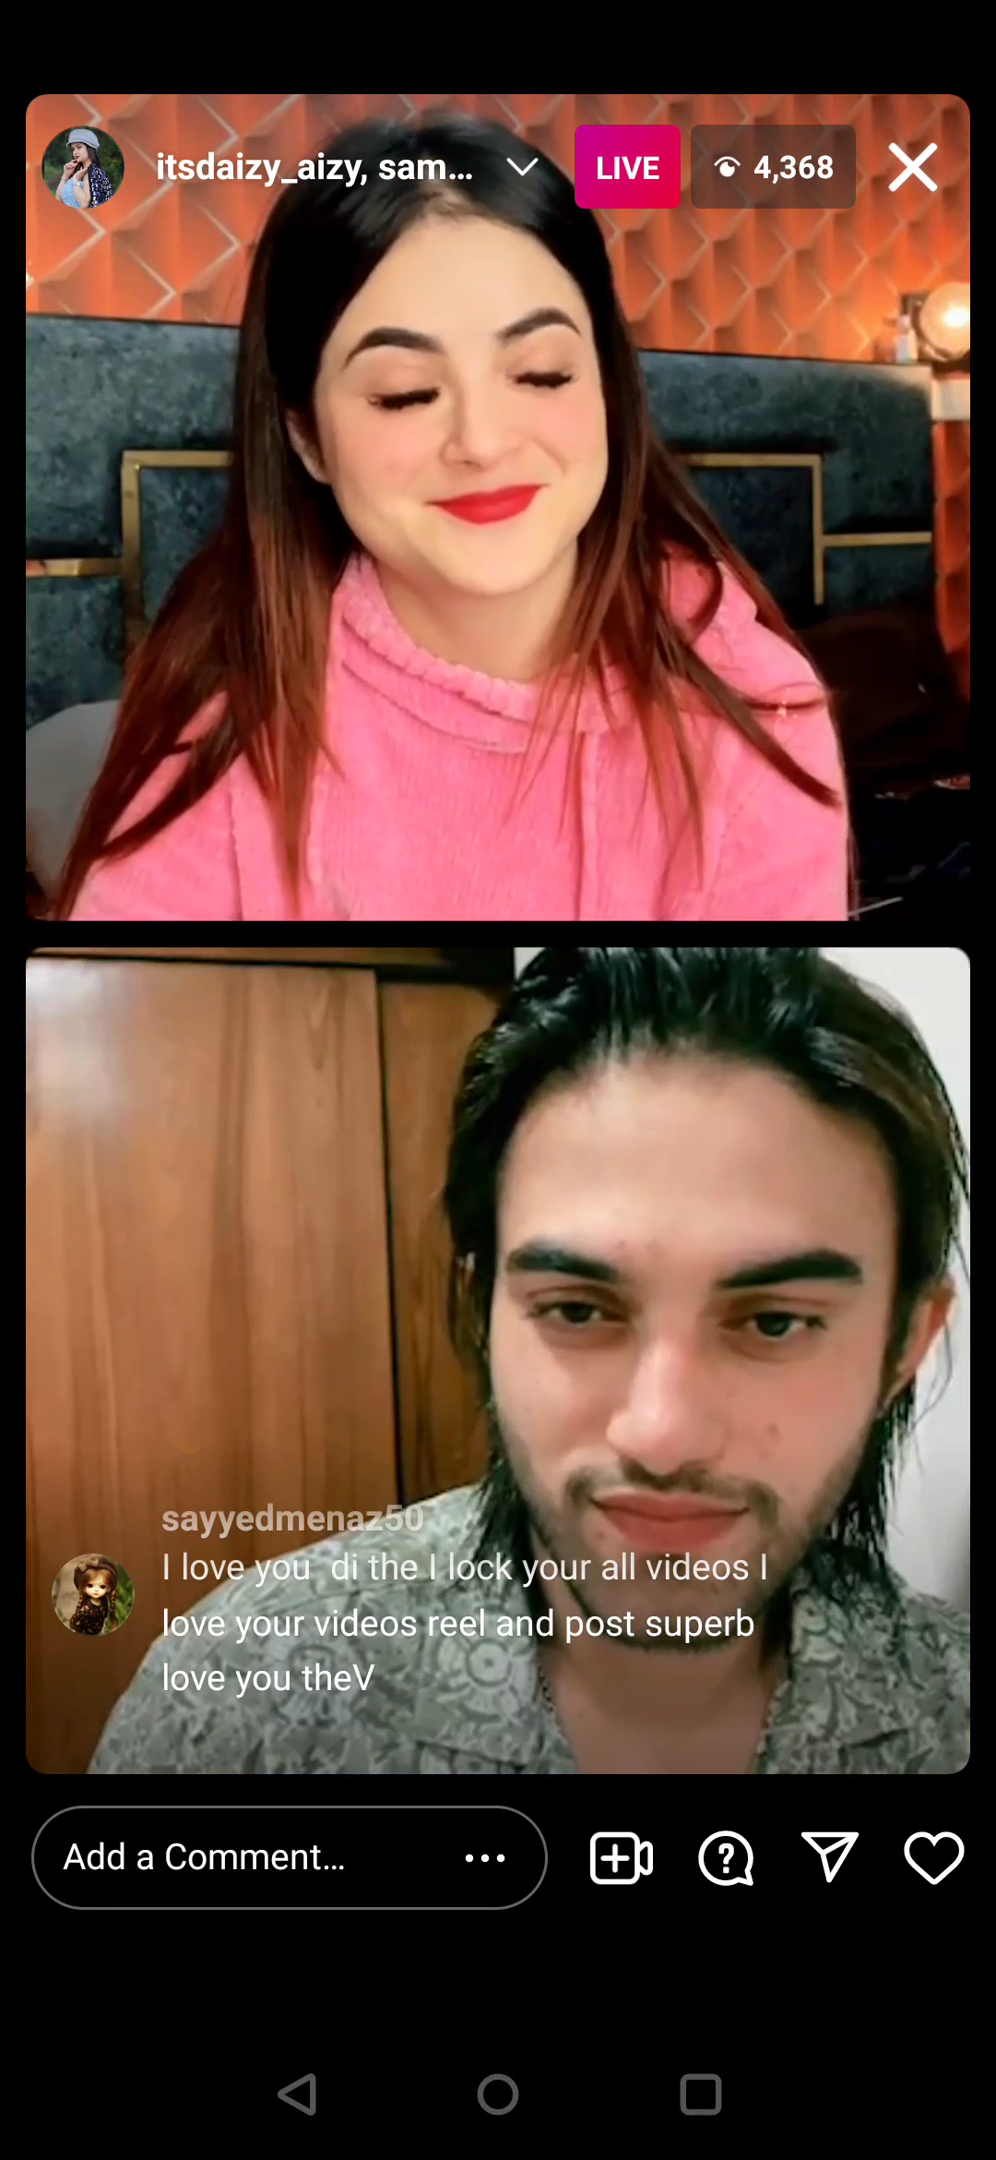 itsdaizy_aizy, sam...
LIVE
4,368
sayyedmenaz50
I love you  di the I lock your all videos I
love your videos reel and post superb
love you theV
Add a Comment...